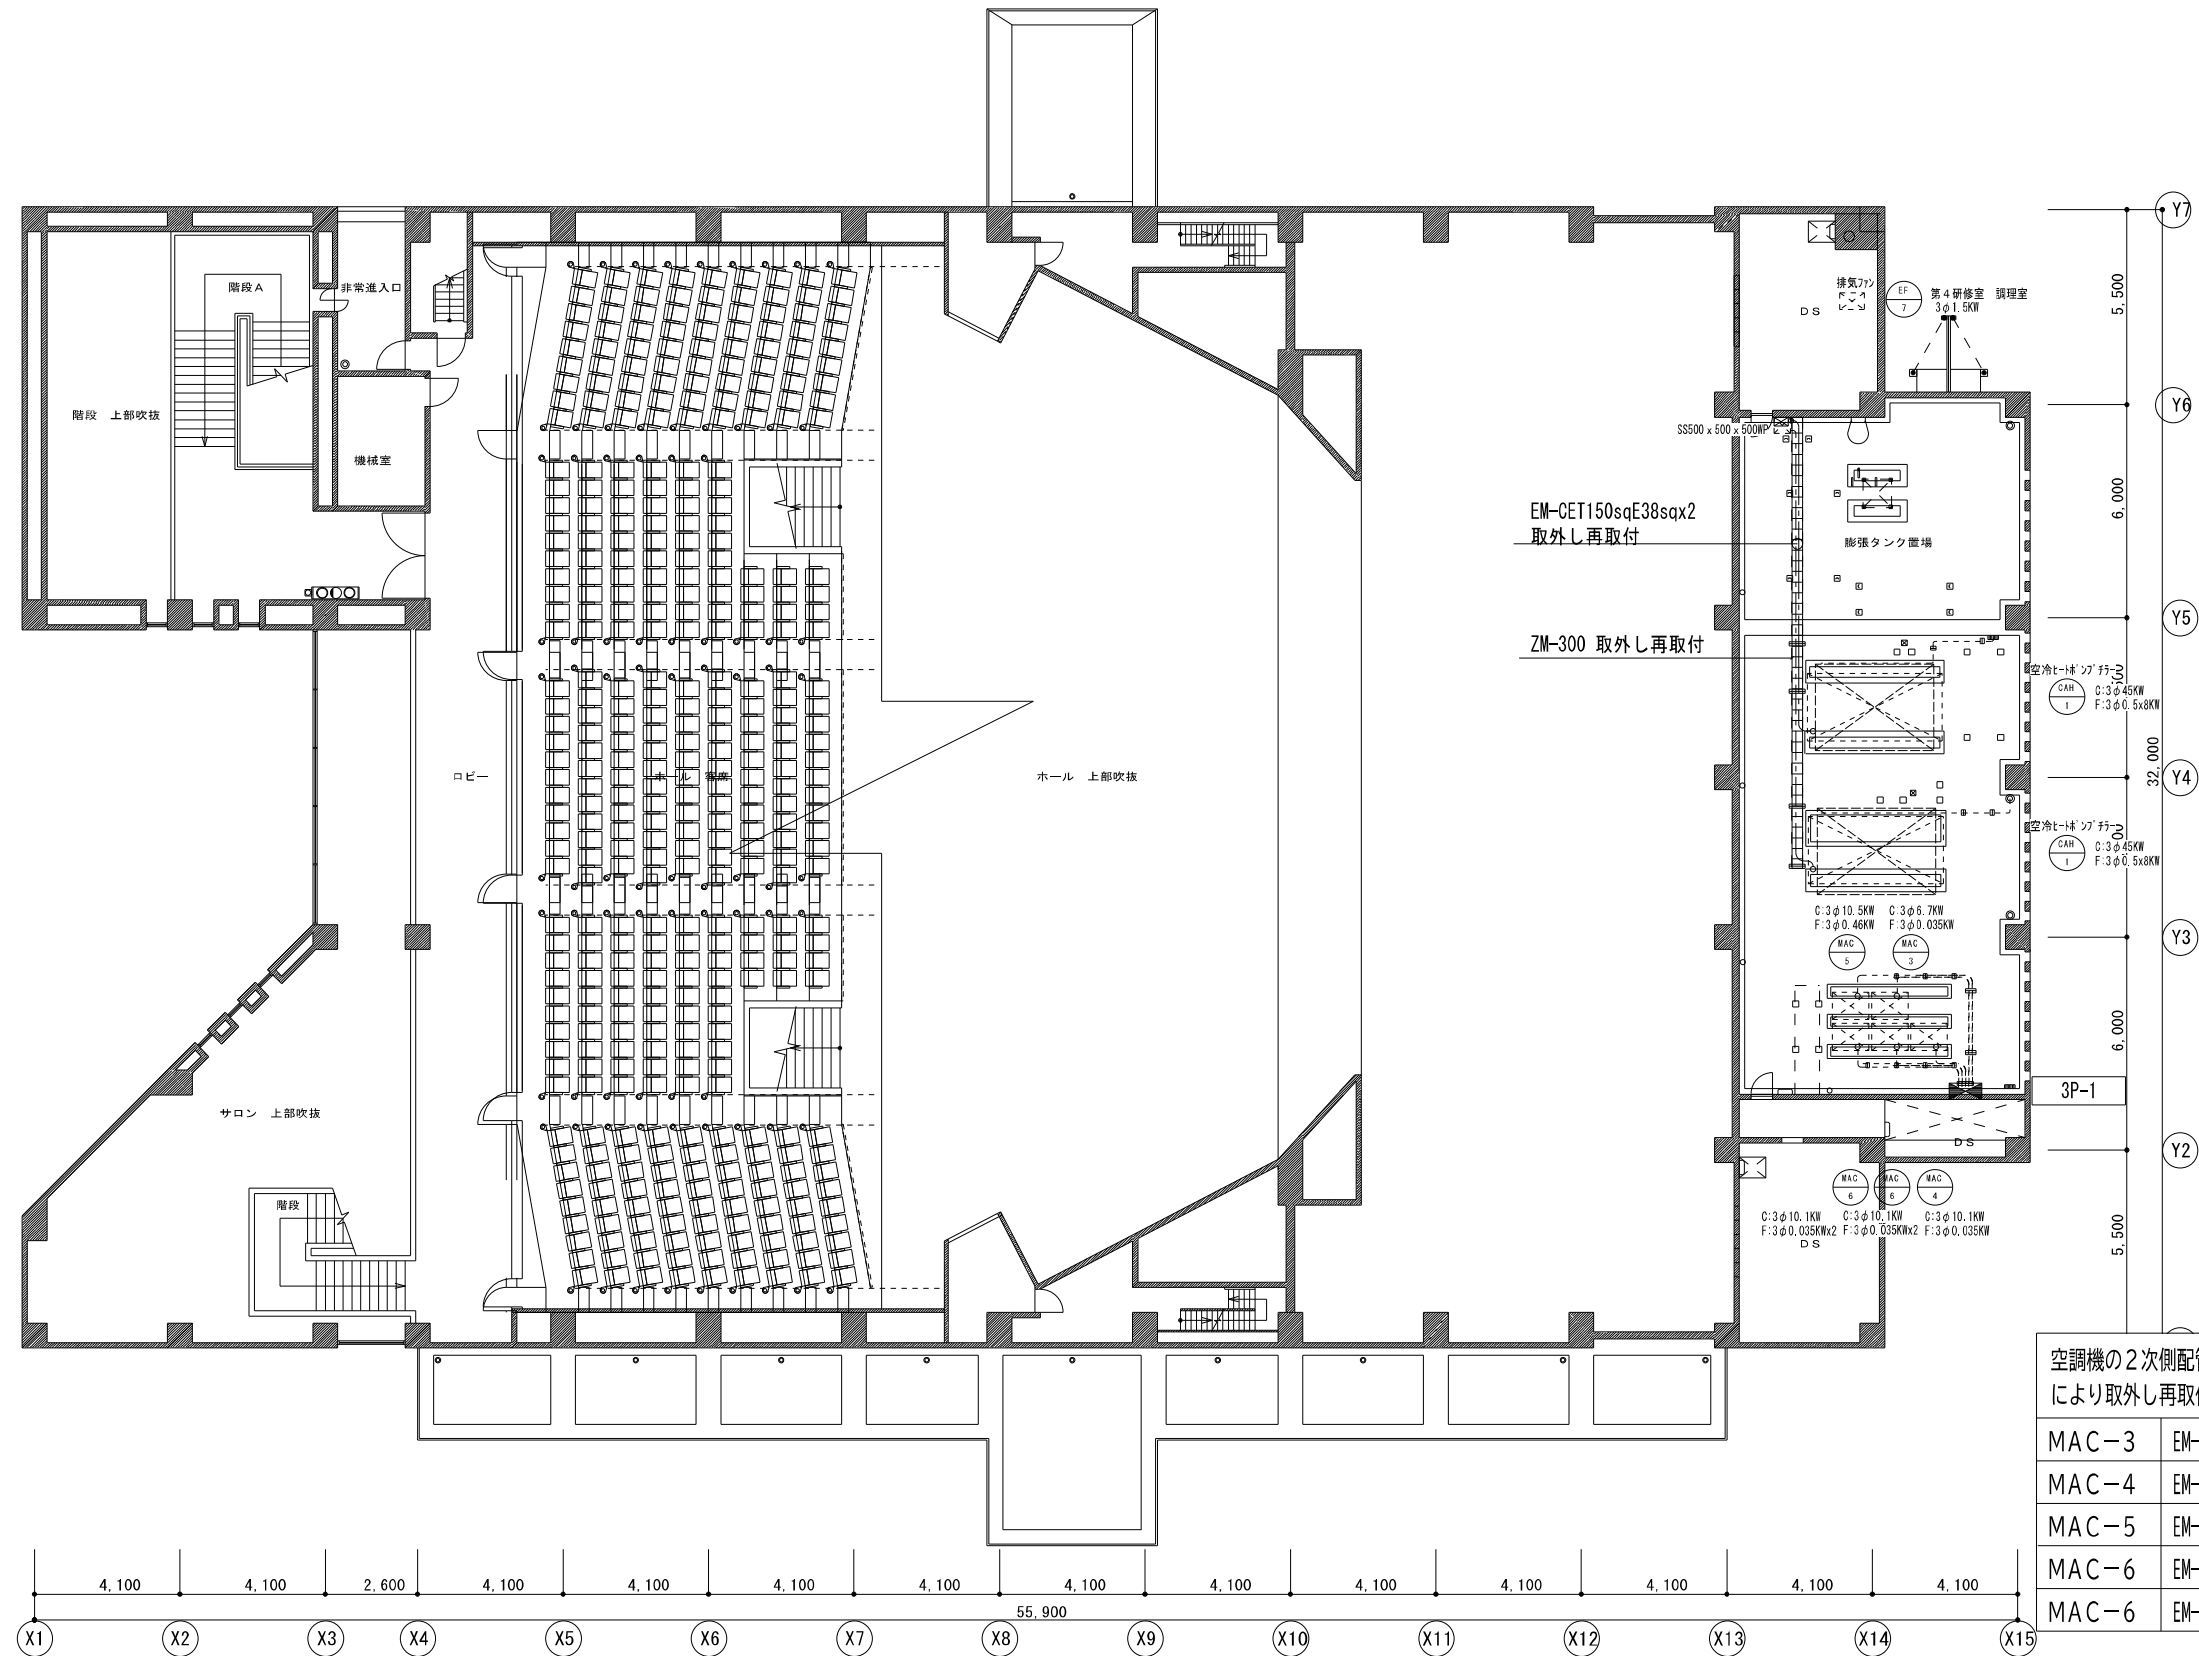 Y7
5,500
排気ファン
EF
7
第4研修室 調理室
3φ1.5KW
DS
階段A
非常進入口
Y6
階段 上部吹抜
SS500 x 500 x 500WP
機械室
6,000
EM-CET150sqE38sqx2
取外し再取付
膨張タンク置場
Y5
ZM-300 取外し再取付
空冷ヒートポンプチラー
CAH
1
C:3φ45KW
F:3φ0.5x8KW
32,000
ロビー
ホール 客席
ホール 上部吹抜
Y4
空冷ヒートポンプチラー
CAH
1
C:3φ45KW
F:3φ0.5x8KW
C:3φ10.5KW
F:3φ0.46KW
C:3φ6.7KW
F:3φ0.035KW
MAC
5
MAC
3
Y3
6,000
3P-1
サロン 上部吹抜
DS
Y2
MAC
6
MAC
6
MAC
4
階段
C:3φ10.1KW
F:3φ0.035KWx2
C:3φ10.1KW
F:3φ0.035KWx2
C:3φ10.1KW
F:3φ0.035KW
DS
5,500
空調機の2次側配
により取外し再取
MAC-3 EM-
MAC-4 EM-
MAC-5 EM-
MAC-6 EM-
MAC-6 EM-
4,100 4,100 2,600 4,100 4,100 4,100 4,100 4,100 4,100 4,100 4,100 4,100 4,100 4,100
55,900
X1 X2 X3 X4 X5 X6 X7 X8 X9 X10 X11 X12 X13 X14 X15